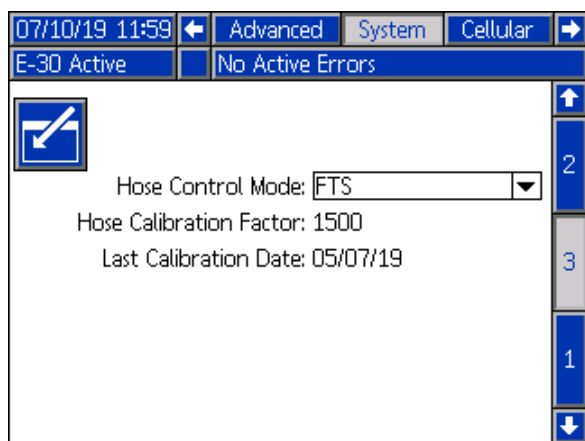 07/10/19 11:59 Advanced System Cellular
E-30 Active No Active Errors
2
Hose Control Mode: FTS
Hose Calibration Factor: 1500
Last Calibration Date: 05/07/19
3
1